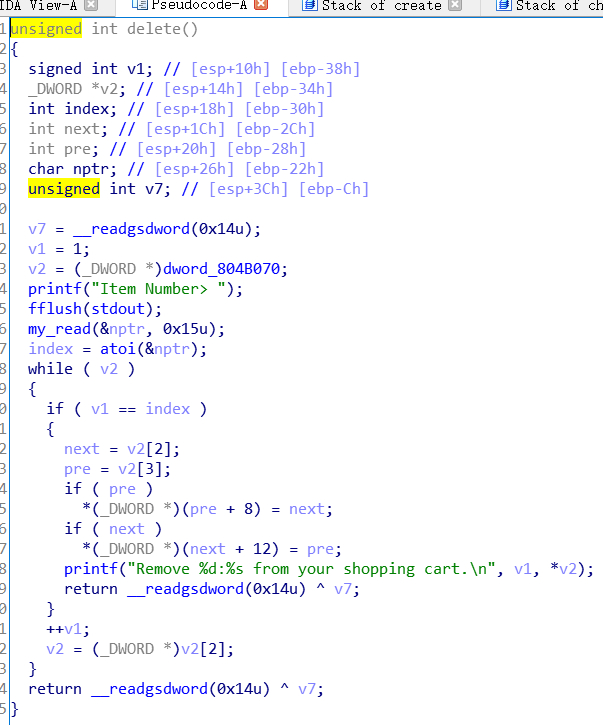 IDA View-A Pseudocode-A Stack of create Stack of ch
1 unsigned int delete()
2 {
3 signed int v1; // [esp+10h] [ebp-38h]
4 _DWORD *v2; // [esp+14h] [ebp-34h]
5 int index; // [esp+18h] [ebp-30h]
6 int next; // [esp+1Ch] [ebp-2Ch]
7 int pre; // [esp+20h] [ebp-28h]
8 char nptr; // [esp+26h] [ebp-22h]
9 unsigned int v7; // [esp+3Ch] [ebp-Ch]
0
1 v7 = __readgsdword(0x14u);
2 v1 = 1;
3 v2 = (_DWORD *)dword_804B070;
4 printf("Item Number> ");
5 fflush(stdout);
6 my_read(&nptr, 0x15u);
7 index = atoi(&nptr);
8 while ( v2 )
9 {
0 if ( v1 == index )
1 {
2 next = v2[2];
3 pre = v2[3];
4 if ( pre )
5 *(_DWORD *)(pre + 8) = next;
6 if ( next )
7 *(_DWORD *)(next + 12) = pre;
8 printf("Remove %d:%s from your shopping cart.\n", v1, *v2);
9 return __readgsdword(0x14u) ^ v7;
0 }
1 ++v1;
2 v2 = (_DWORD *)v2[2];
3 }
4 return __readgsdword(0x14u) ^ v7;
5 }